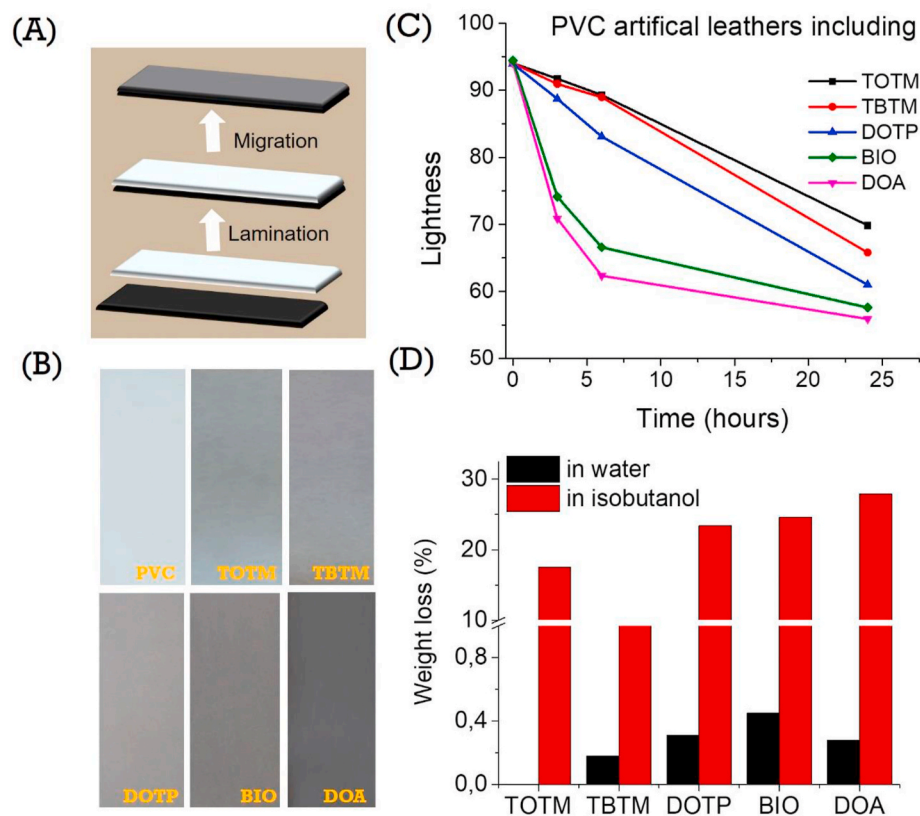 (A)
Migration
Lamination
(B)
PVC
TOTM
TBTM
DOTP
BIO
DOA
(C)
PVC artifical leathers including
100
90
80
70
60
50
Lightness
0
5
10
15
20
25
Time (hours)
TOTM
TBTM
DOTP
BIO
DOA
(D)
in water
in isobutanol
30
20
10
0,8
0,4
0,0
Weight loss (%)
TOTM
TBTM
DOTP
BIO
DOA